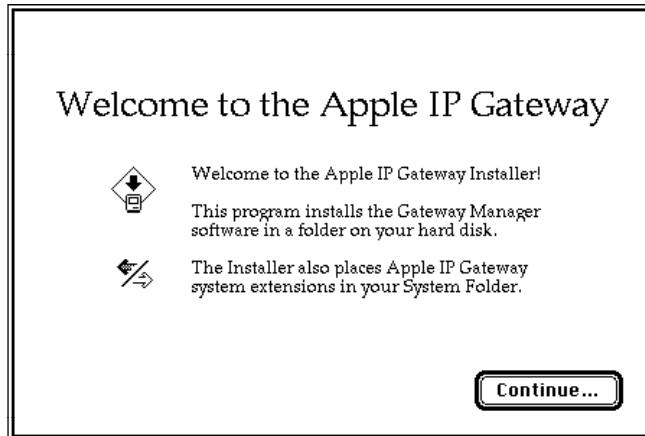 Welcome to the Apple IP Gateway
Welcome to the Apple IP Gateway Installer!
This program installs the Gateway Manager
software in a folder on your hard disk.
The Installer also places Apple IP Gateway
system extensions in your System Folder.
Continue...